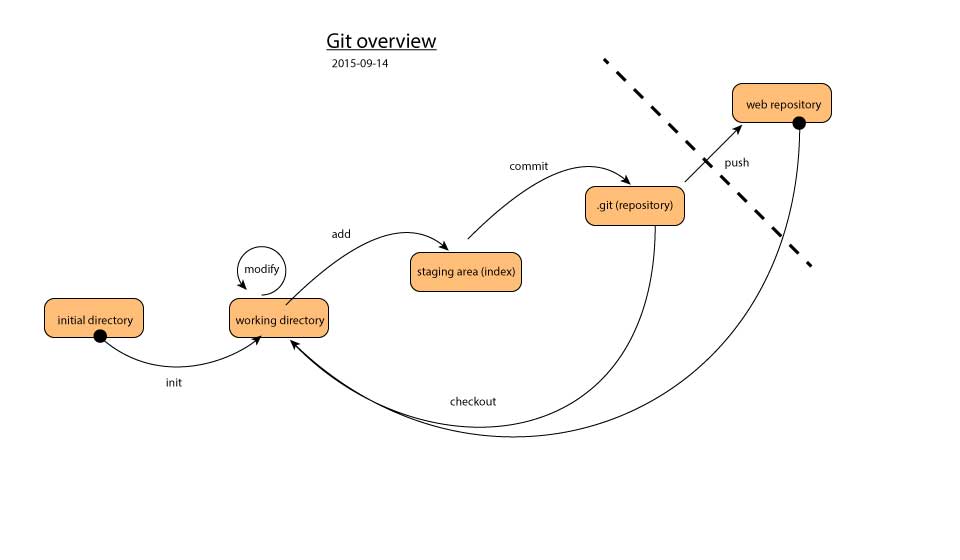 Git overview
2015-09-14
web repository
push
commit
.git (repository)
add
staging area (index)
modify
initial directory
working directory
init
checkout